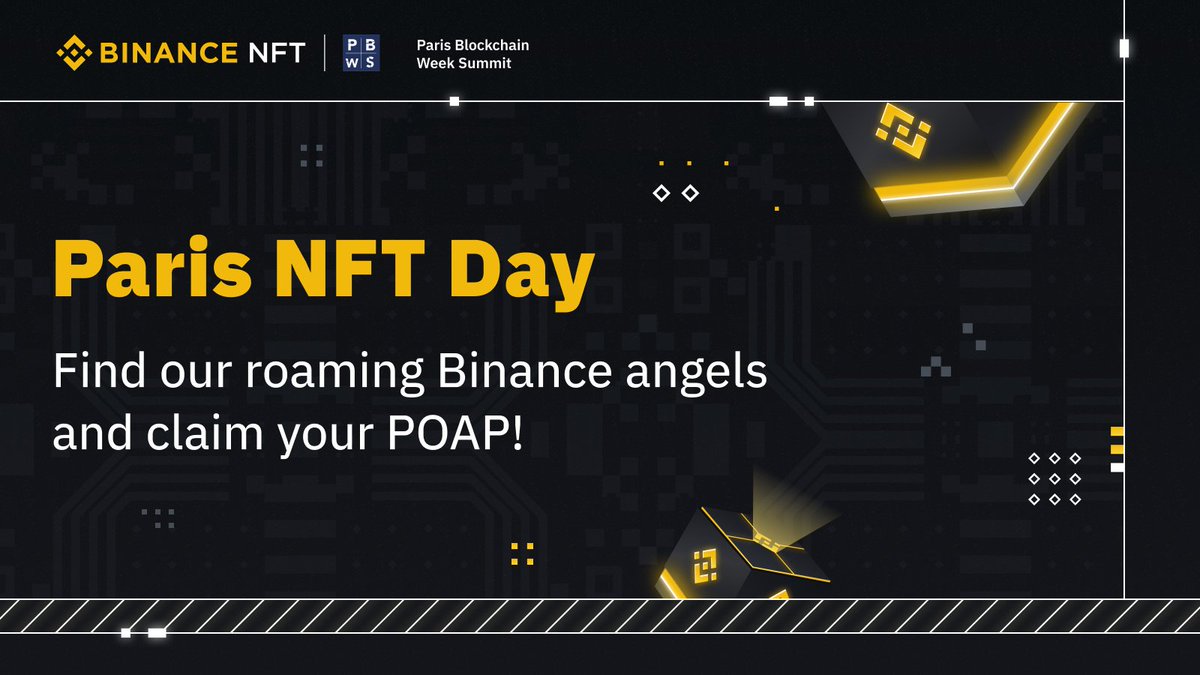 BINANCE NFT
PB
WS
Paris Blockchain
Week Summit
Paris NFT Day
Find our roaming Binance angels
and claim your POAP!